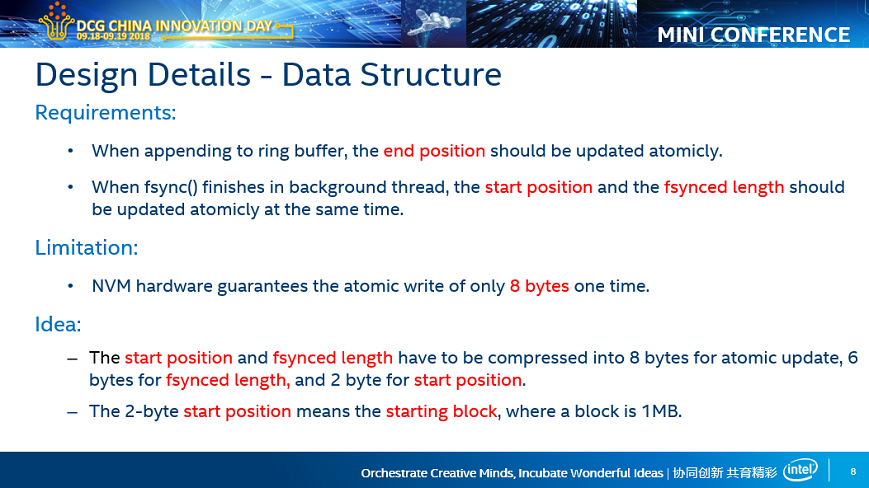 DCG CHINA INNOVATION DAY
09.18-09.19 2018
MINI CONFERENCE
Design Details - Data Structure
Requirements:
• When appending to ring buffer, the end position should be updated atomicly.
• When fsync() finishes in background thread, the start position and the fsynced length should
be updated atomicly at the same time.
Limitation:
• NVM hardware guarantees the atomic write of only 8 bytes one time.
Idea:
– The start position and fsynced length have to be compressed into 8 bytes for atomic update, 6
bytes for fsynced length, and 2 byte for start position.
– The 2-byte start position means the starting block, where a block is 1MB.
Orchestrate Creative Minds, Incubate Wonderful Ideas | 协同创新 共育精彩
intel
8